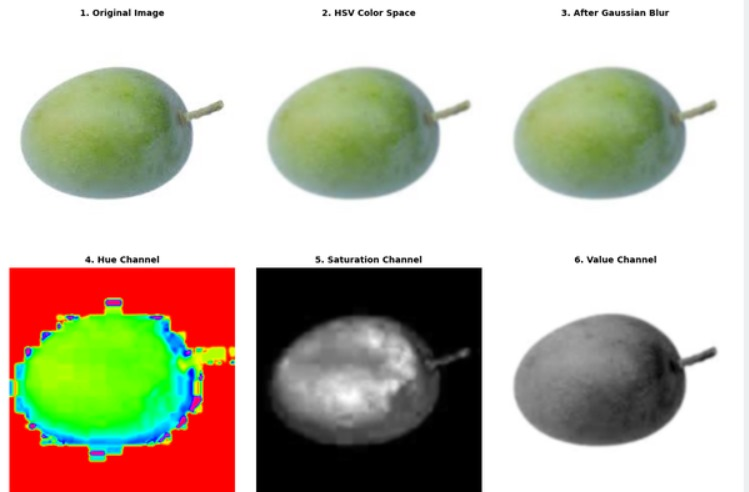 1. Original Image
2. HSV Color Space
3. After Gaussian Blur
4. Hue Channel
5. Saturation Channel
6. Value Channel